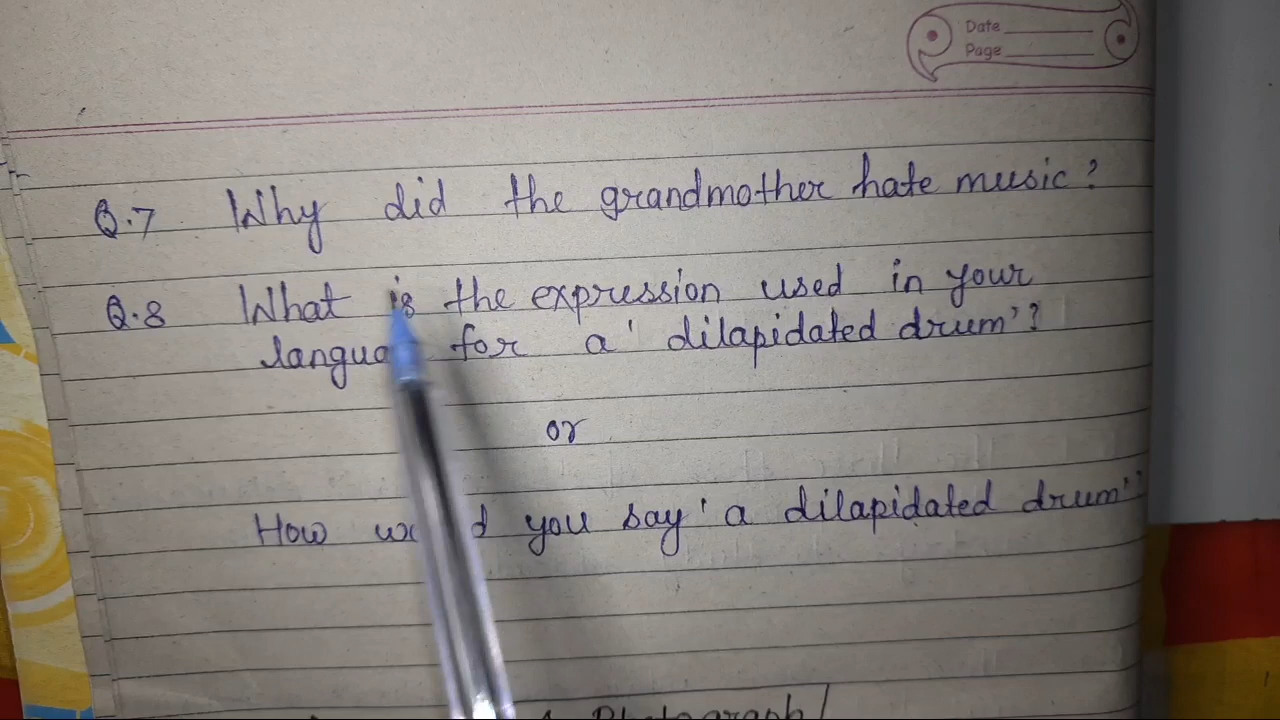 Date
Page
Q.7 Why did the grandmother hate music?
Q.8 What is the expression used in your
for a 'dilapidated drum'?
or
How you say 'a dilapidated drum'?
A Photograph